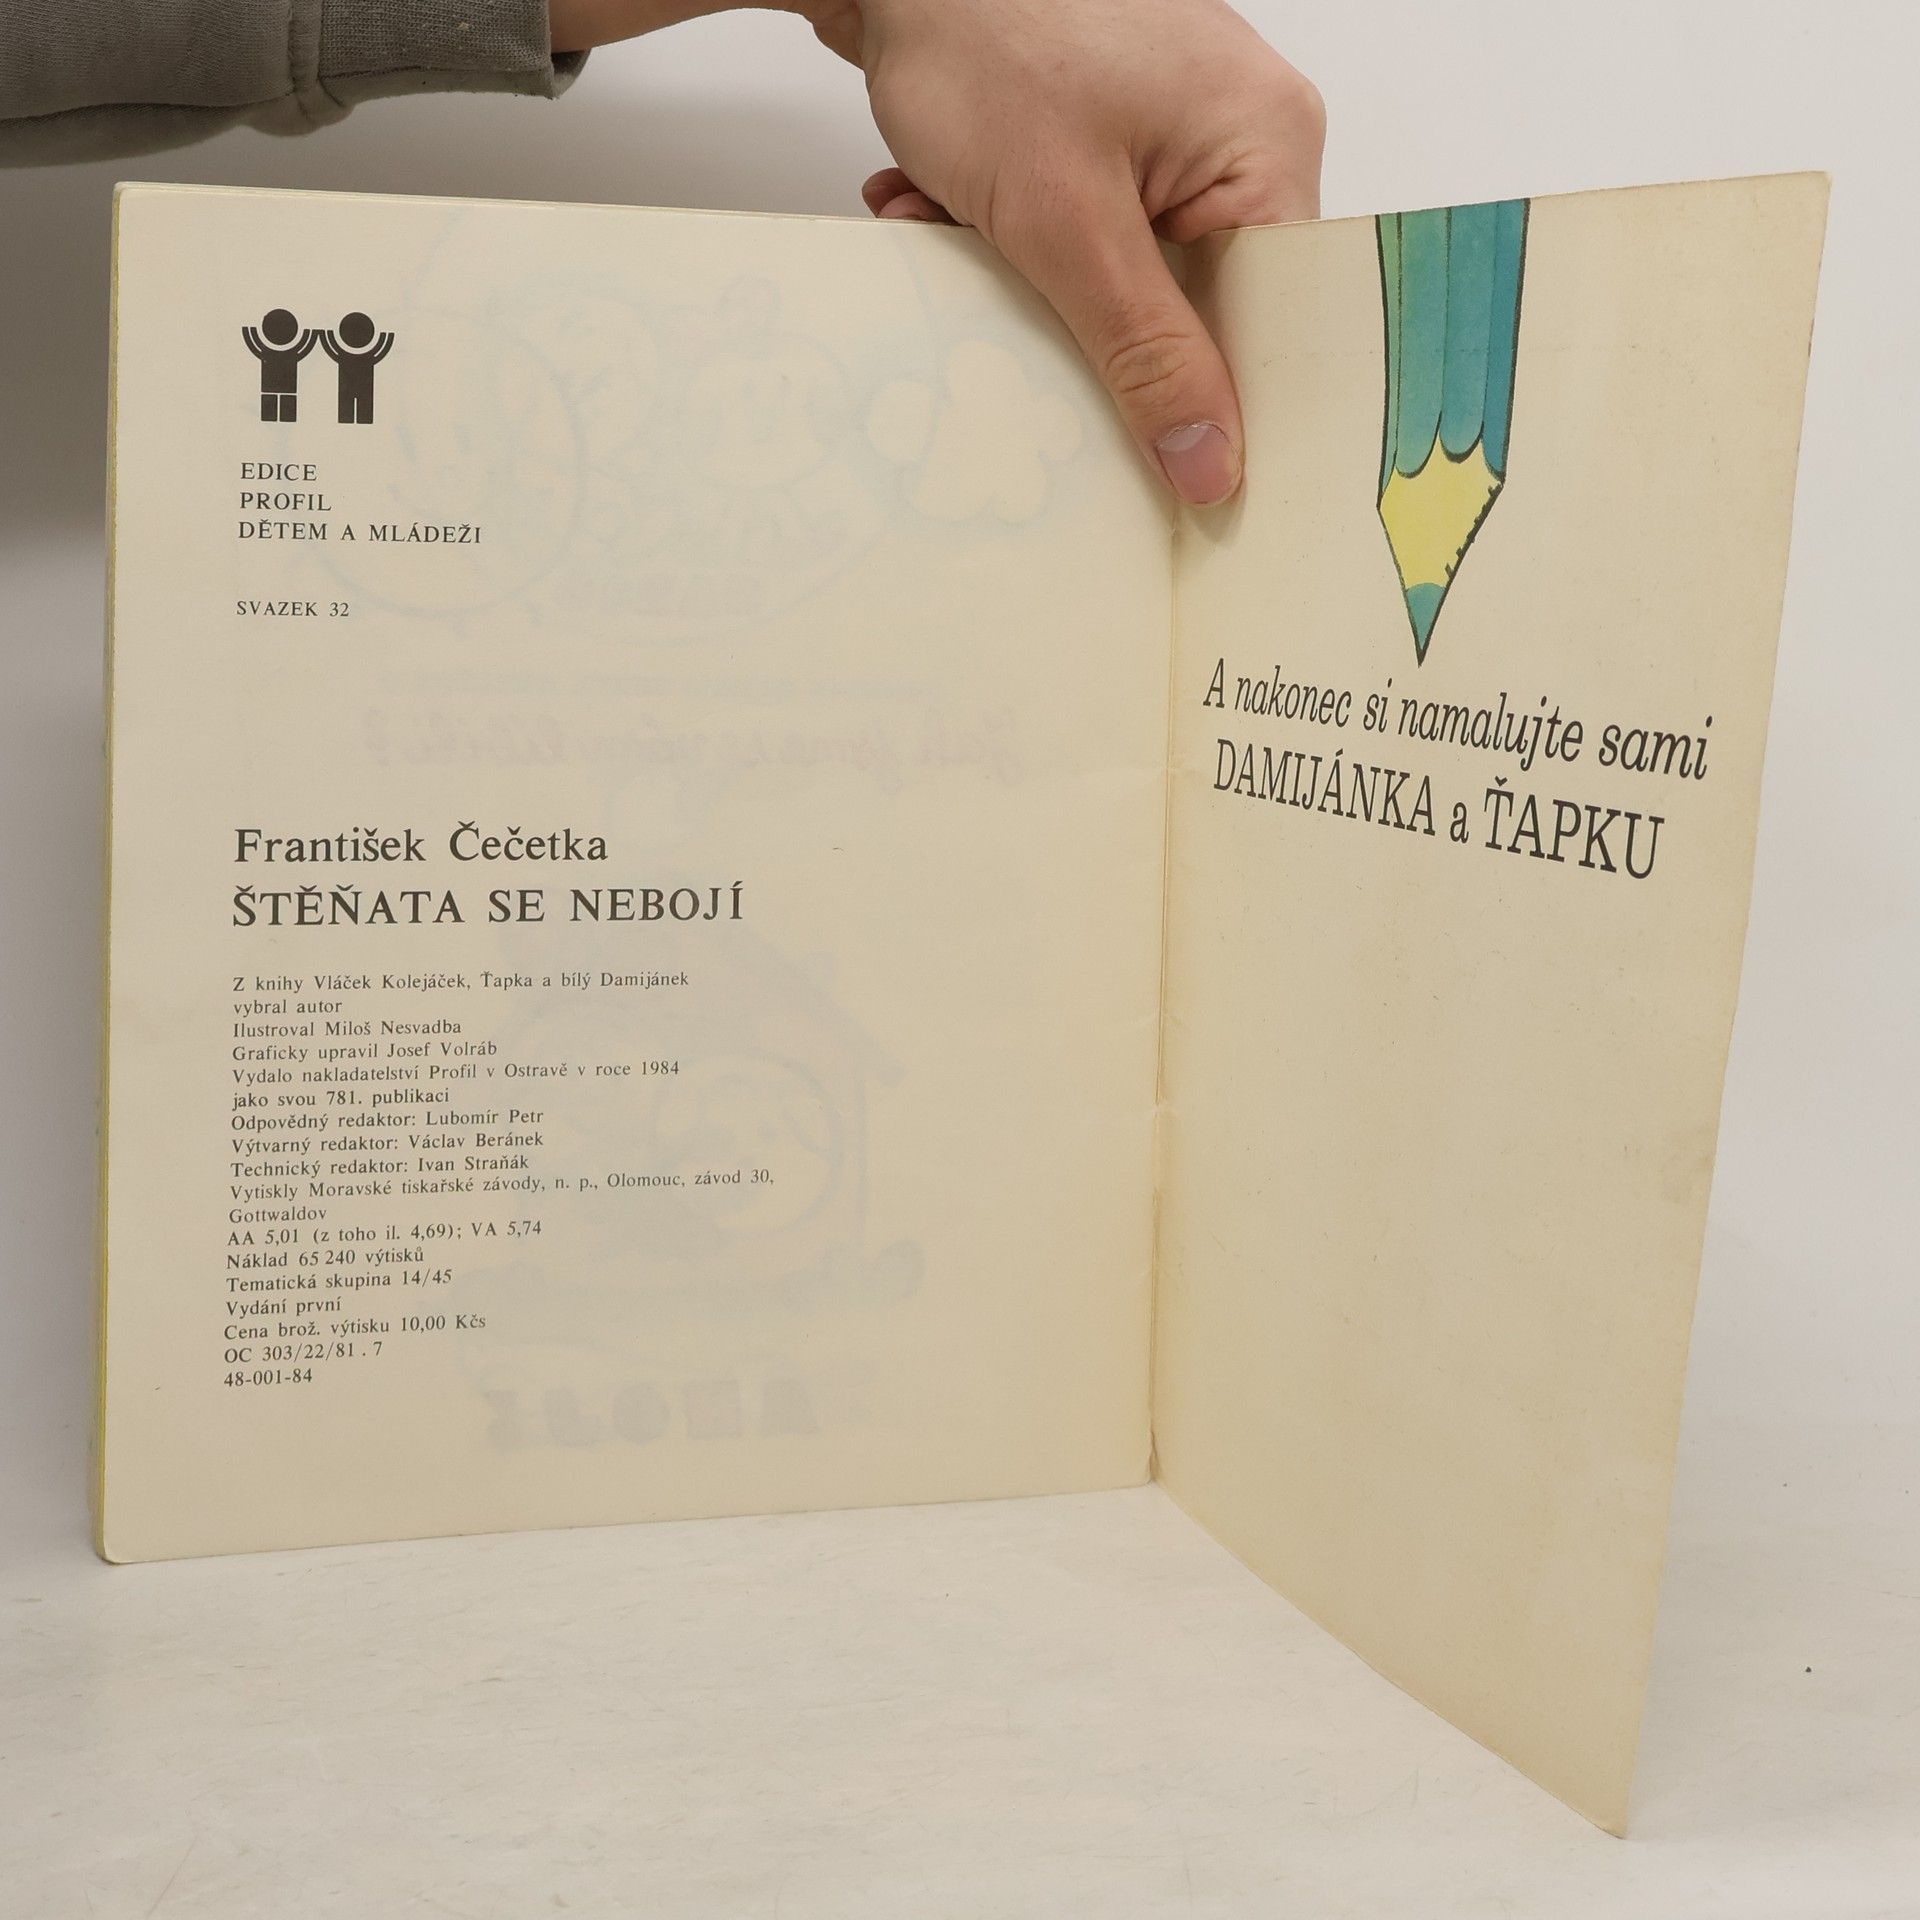 EDICE
PROFIL
DĚTEM A MLÁDEŽI
SVAZEK 32
František Čečetka
ŠTĚŇATA SE NEBOJÍ
Z knihy Vláček Kolejáček, Ťapka a bílý Damijánek
vybral autor
Ilustroval Miloš Nesvadba
Graficky upravil Josef Volráb
Vydalo nakladatelství Profil v Ostravě v roce 1984
jako svou 781. publikaci
Odpovědný redaktor: Lubomír Petr
Výtvarný redaktor: Václav Beránek
Technický redaktor: Ivan Straňák
Vytiskly Moravské tiskařské závody, n. p., Olomouc, závod 30,
Gottwaldov
AA 5,01 (z toho il. 4,69); VA 5,74
Náklad 65 240 výtisků
Tematická skupina 14/45
Vydání první
Cena brož. výtisku 10,00 Kčs
OC 303/22/81 . 7
48-001-84
A nakonec si namalujte sami
DAMIJÁNKA a ŤAPKU